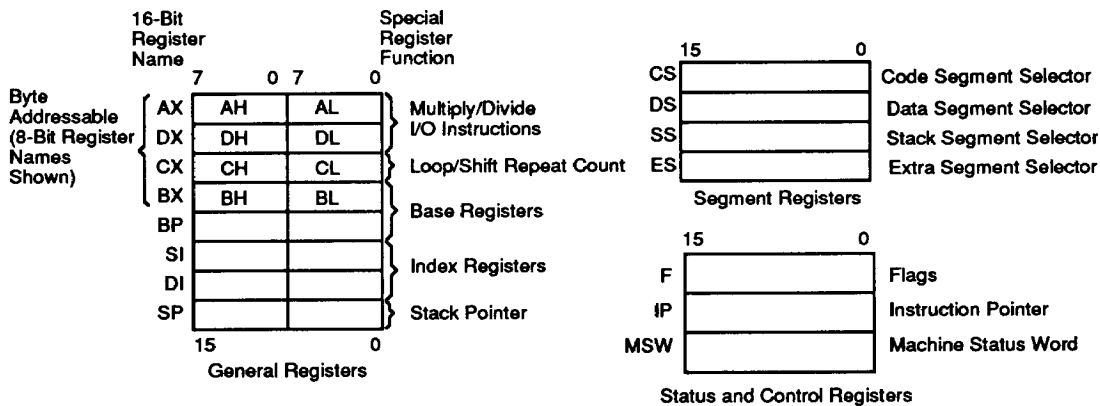 16-Bit
Register
Name
Special
Register
Function
7 0 7 0
Byte
Addressable
(8-Bit Register
Names
Shown)
AX AH AL
DX DH DL
Multiply/Divide
I/O Instructions
CX CH CL Loop/Shift Repeat Count
BX BH BL
BP
Base Registers
SI
DI
Index Registers
SP Stack Pointer
15 0
General Registers
15 0
CS Code Segment Selector
DS Data Segment Selector
SS Stack Segment Selector
ES Extra Segment Selector
Segment Registers
15 0
F Flags
IP Instruction Pointer
MSW Machine Status Word
Status and Control Registers